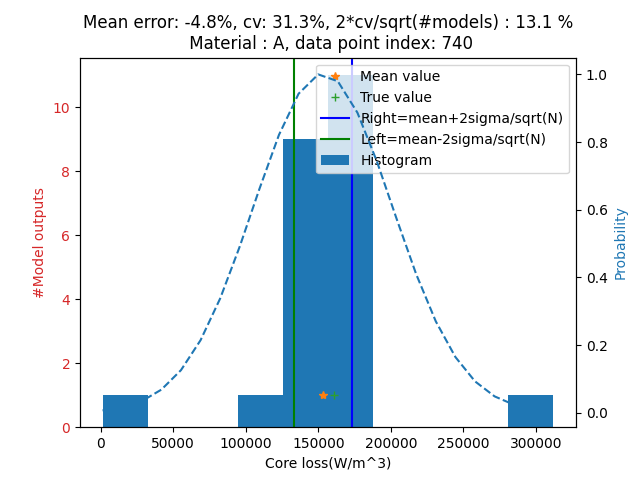 Mean error: -4.8%, cv: 31.3%, 2*cv/sqrt(#models) : 13.1 %
Material : A, data point index: 740
Mean value
True value
Right=mean+2sigma/sqrt(N)
Left=mean-2sigma/sqrt(N)
Histogram
#Model outputs
10
8
6
4
2
0
1.0
0.8
0.6
0.4
0.2
0.0
Probability
0 50000 100000 150000 200000 250000 300000
Core loss(W/m^3)